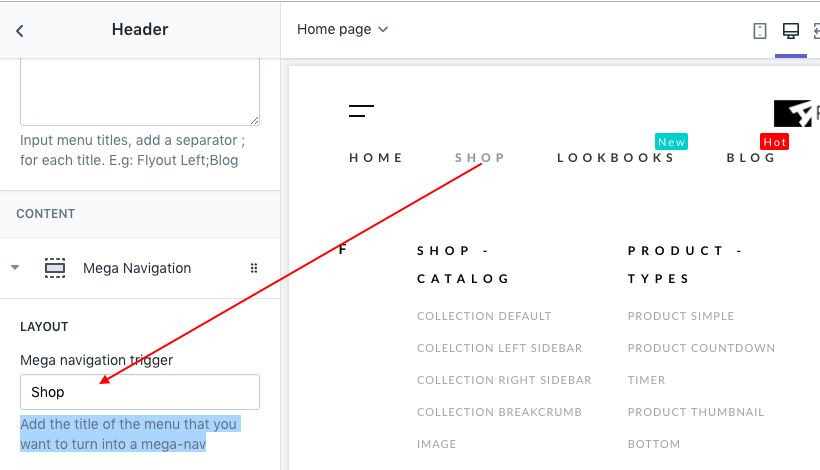 Header
Home page
Input menu titles, add a separator ;
for each title. E.g: Flyout Left;Blog
CONTENT
Mega Navigation
LAYOUT
Mega navigation trigger
Shop
Add the title of the menu that you
want to turn into a mega-nav
F
New
Hot
HOME
SHOP
LOOKBOOKS
BLOG
F
SHOP -
CATALOG
COLLECTION DEFAULT
COLELCTION LEFT SIDEBAR
COLLECTION RIGHT SIDEBAR
COLLECTION BREAKCRUMB
IMAGE
PRODUCT -
TYPES
PRODUCT SIMPLE
PRODUCT COUNTDOWN
TIMER
PRODUCT THUMBNAIL
BOTTOM